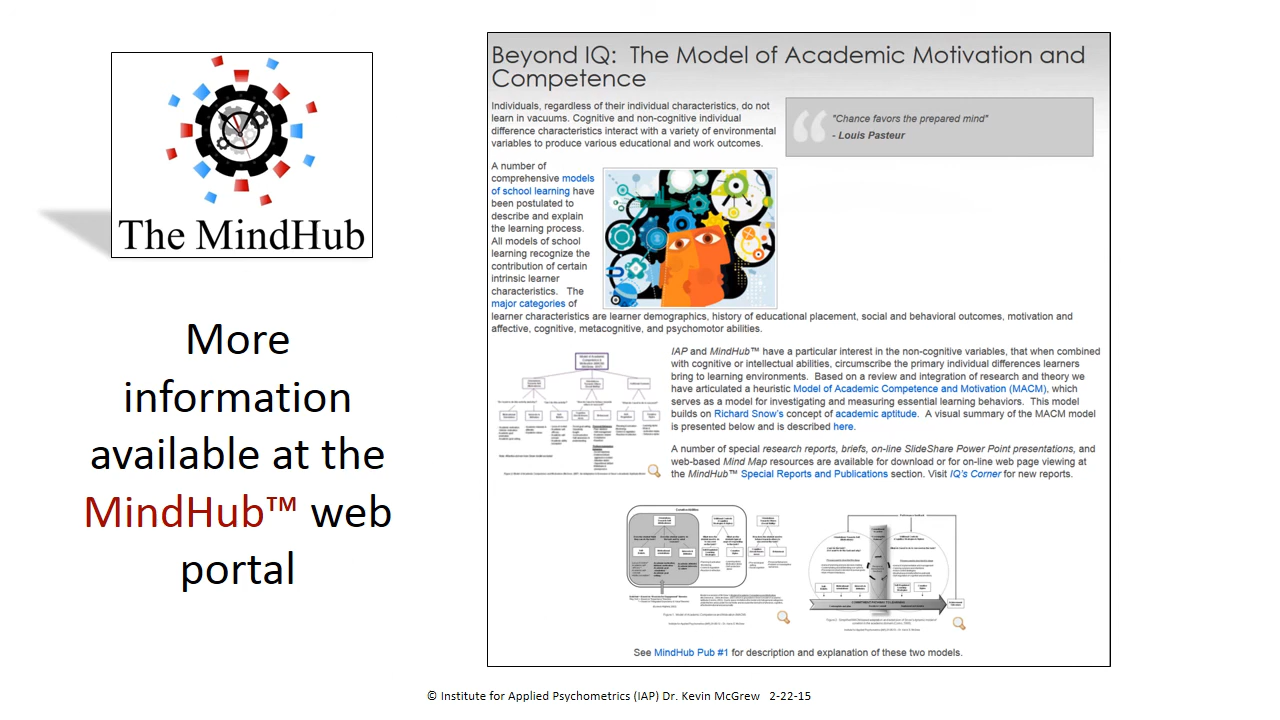 The MindHub
More
information
available at the
MindHub™ web
portal
Beyond IQ: The Model of Academic Motivation and
Competence
Individuals, regardless of their individual characteristics, do not
learn in vacuums. Cognitive and non-cognitive individual
difference characteristics interact with a variety of environmental
variables to produce various educational and work outcomes.
"Chance favors the prepared mind"
- Louis Pasteur
A number of
comprehensive models
of school learning have
been postulated to
describe and explain
the learning process.
All models of school
learning recognize the
contribution of certain
intrinsic learner
characteristics. The
major categories of
learner characteristics are learner demographics, history of educational placement, social and behavioral outcomes, motivation and
affective, cognitive, metacognitive, and psychomotor abilities.
IAP and MindHub™ have a particular interest in the non-cognitive variables, that when combined
with cognitive or intellectual abilities, circumscribe the primary individual differences learners
bring to learning environments. Based on a review and integration of research and theory we
have articulated a heuristic Model of Academic Competence and Motivation (MACM), which
serves as a model for investigating and measuring essential learning behaviors. This model
builds on Richard Snow's concept of academic aptitude. A visual summary of the MACM model
is presented below and is described here.
A number of special research reports, briefs, on-line SlideShare Power Point presentations, and
web-based Mind Map resources are available for download or for on-line web page viewing at
the MindHub™ Special Reports and Publications section. Visit IQ's Corner for new reports.
See MindHub Pub #1 for description and explanation of these two models.
© Institute for Applied Psychometrics (IAP) Dr. Kevin McGrew 2-22-15